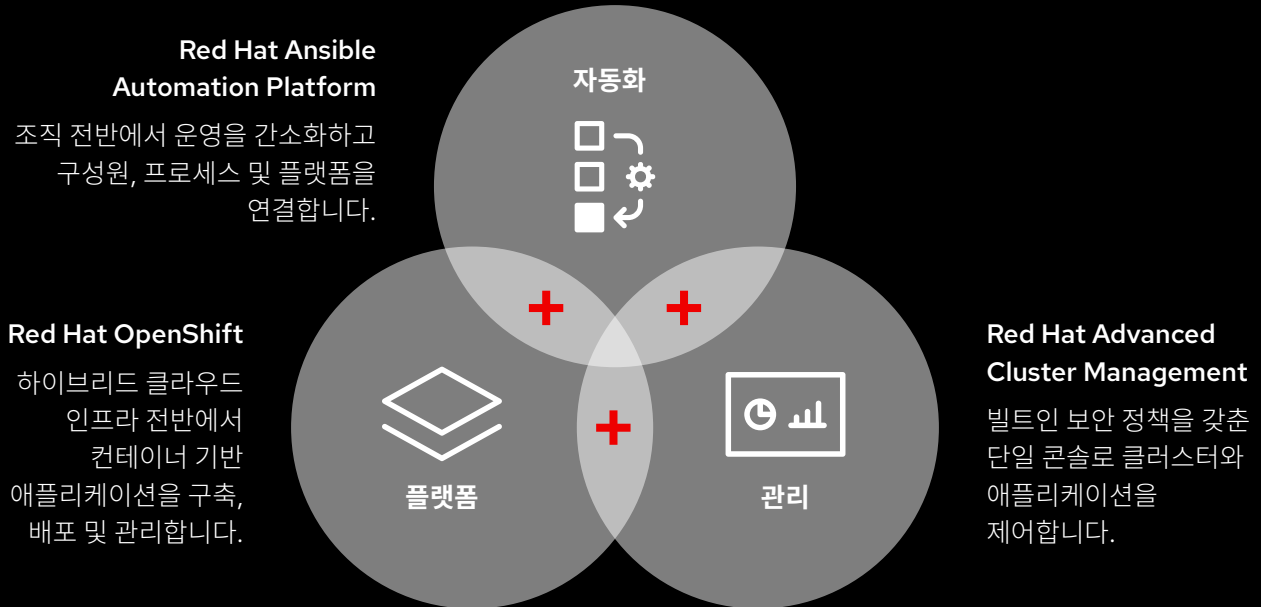 Red Hat Ansible
Automation Platform
조직 전반에서 운영을 간소화하고
구성원, 프로세스 및 플랫폼을
연결합니다.
자동화
Red Hat OpenShift
하이브리드 클라우드
인프라 전반에서
컨테이너 기반
애플리케이션을 구축,
배포 및 관리합니다.
플랫폼
관리
Red Hat Advanced
Cluster Management
빌트인 보안 정책을 갖춘
단일 콘솔로 클러스터와
애플리케이션을
제어합니다.